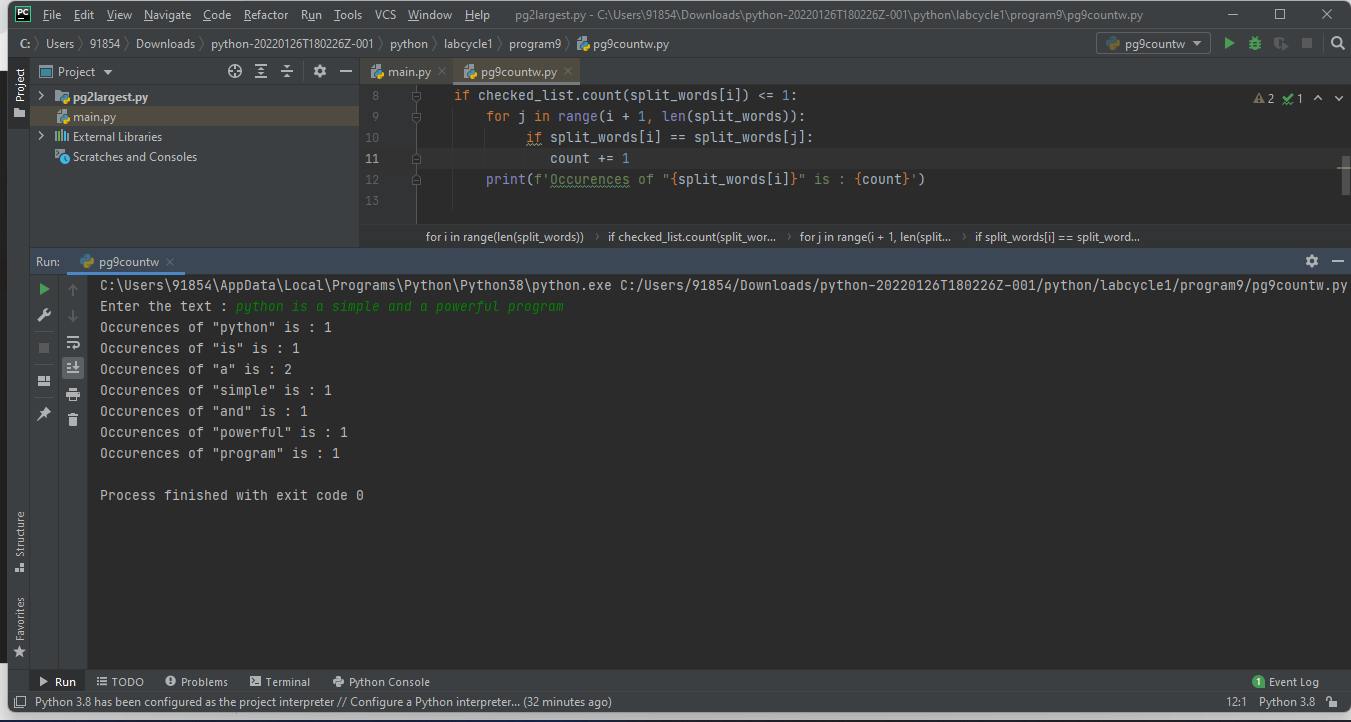 PC File Edit View Navigate Code Refactor Run Tools VCS Window Help pg2largest.py - C:\Users\91854\Downloads\python-20220126T180226Z-001\python\labcycle1\program9\pg9countw.py
C: Users 91854 Downloads python-20220126T180226Z-001 python labcycle1 program9 pg9countw.py pg9countw
Project Project main.py pg9countw.py
pg2largest.py
main.py
External Libraries
Scratches and Consoles
8 if checked_list.count(split_words[i]) <= 1:
9 for j in range(i + 1, len(split_words)):
10 if split_words[i] == split_words[j]:
11 count += 1
12 print(f'Occurences of "{split_words[i]}" is : {count}')
13
2 1
for i in range(len(split_words)) if checked_list.count(split_wor... for j in range(i + 1, len(split... if split_words[i] == split_word...
Run: pg9countw
C:\Users\91854\AppData\Local\Programs\Python\Python38\python.exe C:/Users/91854/Downloads/python-20220126T180226Z-001/python/labcycle1/program9/pg9countw.py
Enter the text : python is a simple and a powerful program
Occurences of "python" is : 1
Occurences of "is" is : 1
Occurences of "a" is : 2
Occurences of "simple" is : 1
Occurences of "and" is : 1
Occurences of "powerful" is : 1
Occurences of "program" is : 1
Process finished with exit code 0
Structure
Favorites
Run TODO Problems Terminal Python Console 1 Event Log
Python 3.8 has been configured as the project interpreter // Configure a Python interpreter... (32 minutes ago) 12:1 Python 3.8